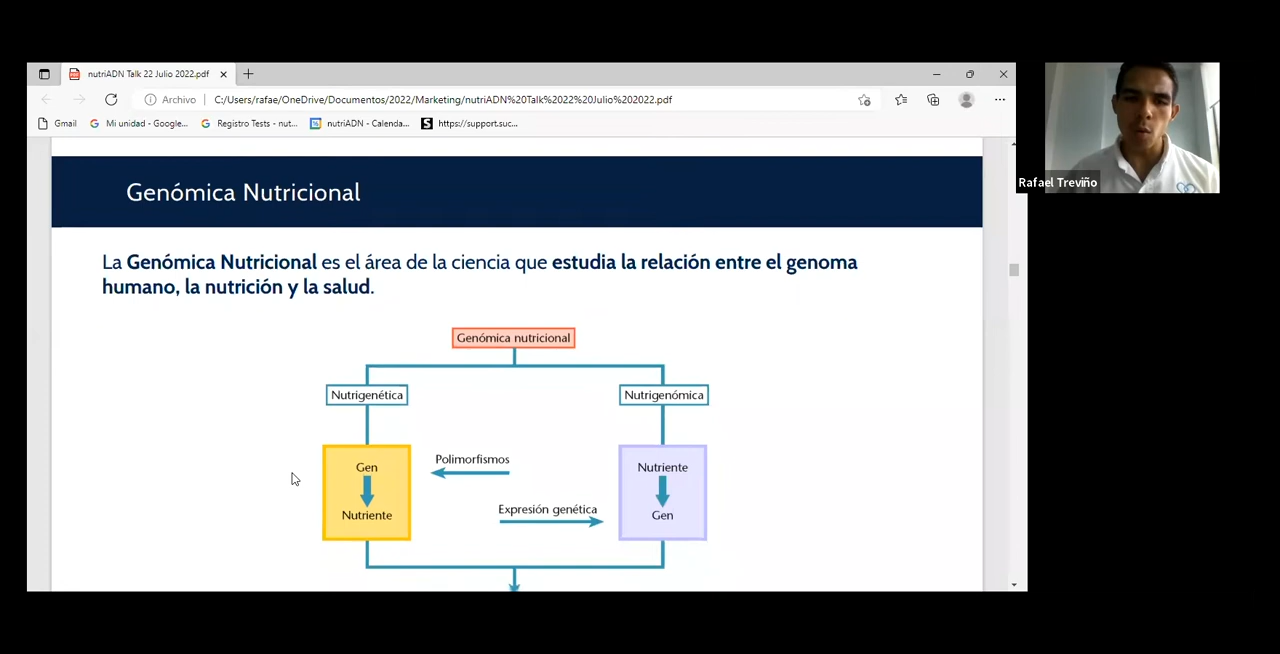 nutriADN Talk 22 Julio 2022.pdf
Archivo
C:/Users/rafae/OneDrive/Documentos/2022/Marketing/nutriADN%20Talk%2022%20Julio%202022.pdf
Gmail
Mi unidad - Google...
Registro Tests - nut...
nutriADN - Calenda...
https://support.suc...
Rafael Treviño
Genómica Nutricional
La Genómica Nutricional es el área de la ciencia que estudia la relación entre el genoma
humano, la nutrición y la salud.
Genómica nutricional
Nutrigenética
Nutrigenómica
Gen
Nutriente
Polimorfismos
Expresión genética
Nutriente
Gen